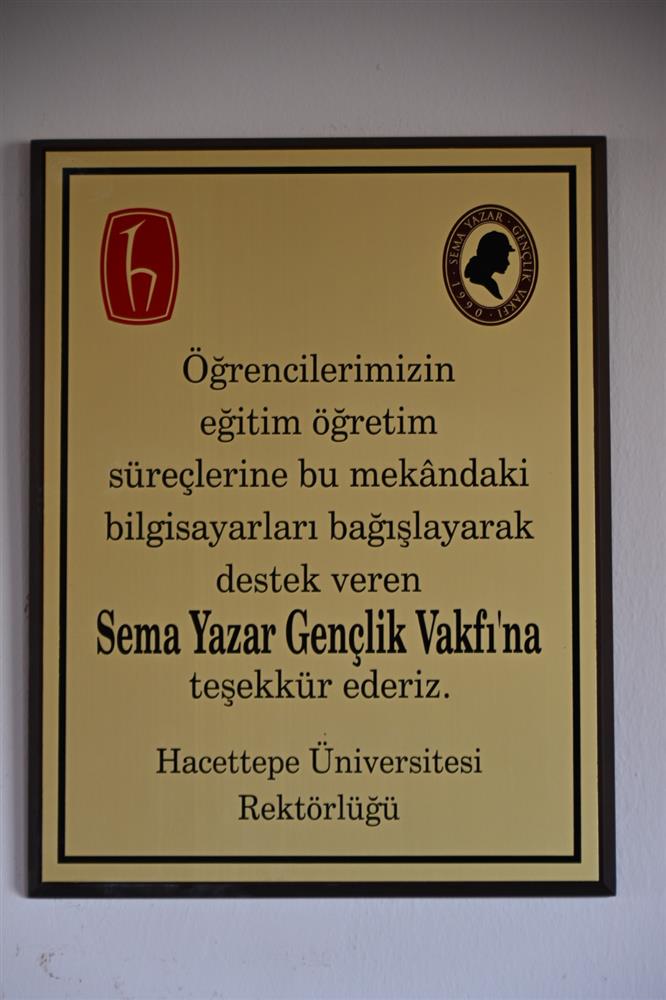 SEMA YAZAR · GENÇLİK VAKFI · 1990 ·
Öğrencilerimizin
eğitim öğretim
süreçlerine bu mekândaki
bilgisayarları bağışlayarak
destek veren
Sema Yazar Gençlik Vakfı'na
teşekkür ederiz.
Hacettepe Üniversitesi
Rektörlüğü